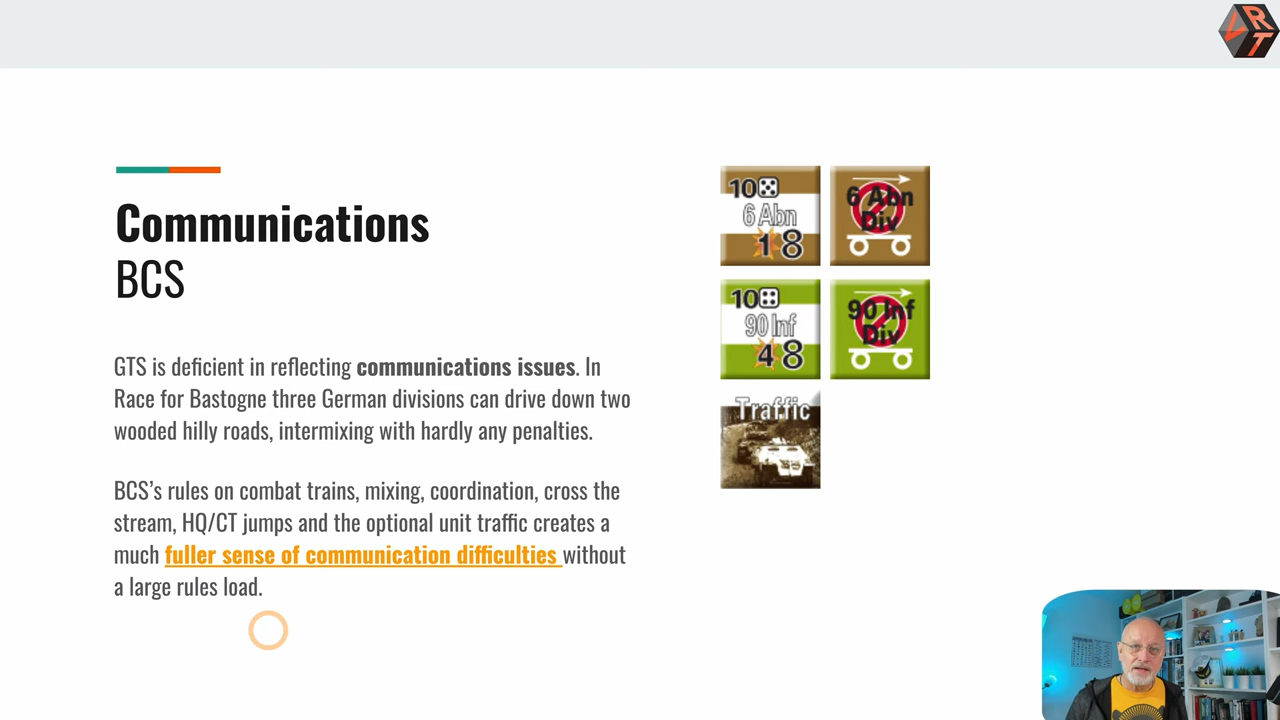 VRT
Communications
BCS
GTS is deficient in reflecting communications issues. In
Race for Bastogne three German divisions can drive down two
wooded hilly roads, intermixing with hardly any penalties.
BCS's rules on combat trains, mixing, coordination, cross the
stream, HQ/CT jumps and the optional unit traffic creates a
much fuller sense of communication difficulties without
a large rules load.
10
6 Abn
1 8
6 Abn
Div
10
90 Inf
4 8
90 Inf
Div
Traffic